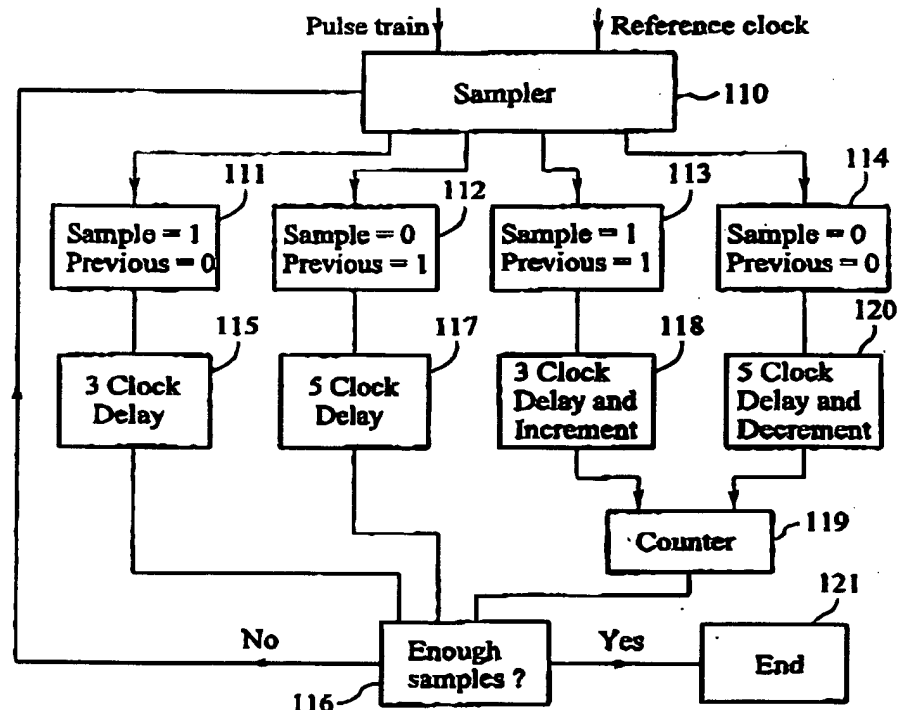 Pulse train
Reference clock
Sampler
110
111
112
113
114
Sample = 1
Previous = 0
Sample = 0
Previous = 1
Sample = 1
Previous = 1
Sample = 0
Previous = 0
115
117
118
120
3 Clock
Delay
5 Clock
Delay
3 Clock
Delay and
Increment
5 Clock
Delay and
Decrement
Counter
119
121
No
Enough
samples ?
Yes
End
116